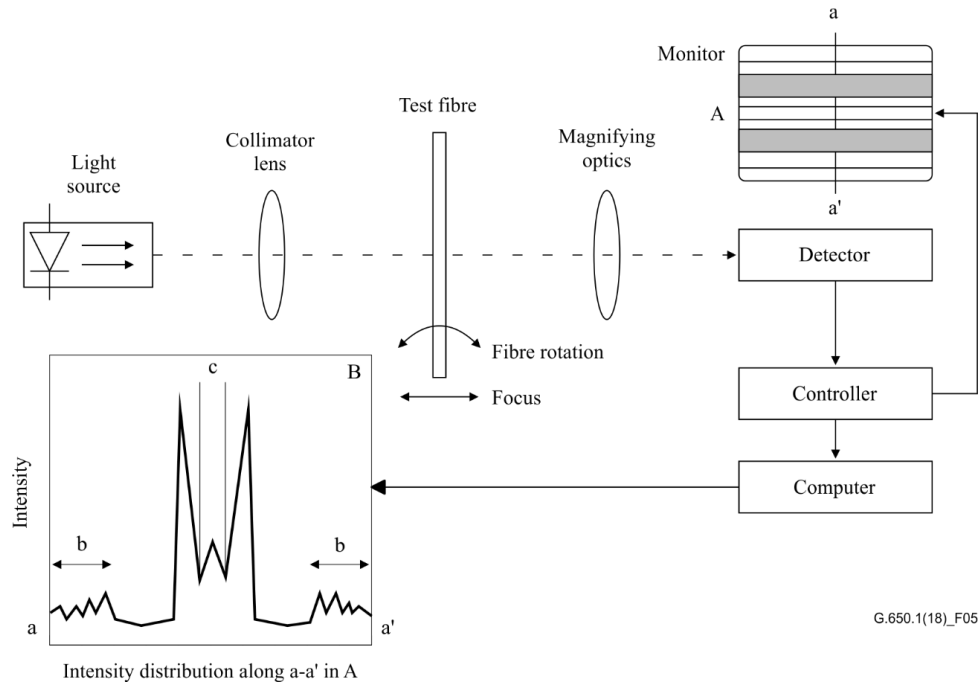 a
Monitor
A
a'
Test fibre
Collimator
lens
Magnifying
optics
Light
source
Detector
Fibre rotation
Focus
Controller
Computer
B
c
Intensity
b
b
a
a'
Intensity distribution along a-a' in A
G.650.1(18)_F05